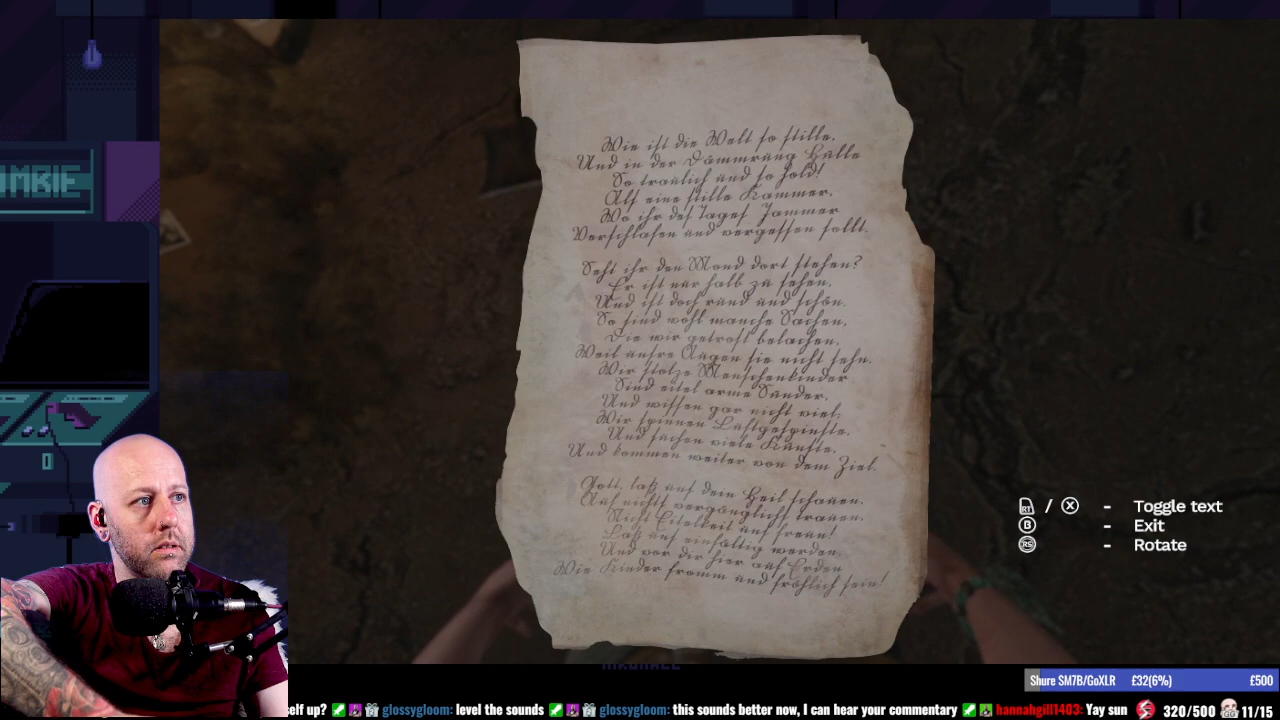 MBIE
Wie ist die Welt so stille,
Und in der Dämmrung Hülle
So traulich und so hold!
Als eine stille Kammer,
Wo ihr des Tages Jammer
Verschlafen und vergessen sollt.
Seht ihr den Mond dort stehen?
Er ist nur halb zu sehen,
Und ist doch rund und schön.
So sind wohl manche Sachen,
Die wir getrost belachen,
Weil unsre Augen sie nicht sehn.
Wir stolze Menschenkinder
Sind eitel arme Sünder,
Und wissen gar nicht viel;
Wir spinnen Luftgespinste,
Und suchen viele Künste,
Und kommen weiter von dem Ziel.
Gott, laß uns dein Heil schauen,
Auf nichts vergänglichs trauen,
Nicht Eitelkeit uns freun!
Laß uns einfältig werden,
Und vor dir hier auf Erden
Wie Kinder fromm und fröhlich sein!
RT / X - Toggle text
B - Exit
RS - Rotate
0
Shure SM7B/GoXLR £32(6%) £500
self up? glossygloom: level the sounds glossygloom: this sounds better now, I can hear your commentary hannahgill1403: Yay sun 320/500 11/15